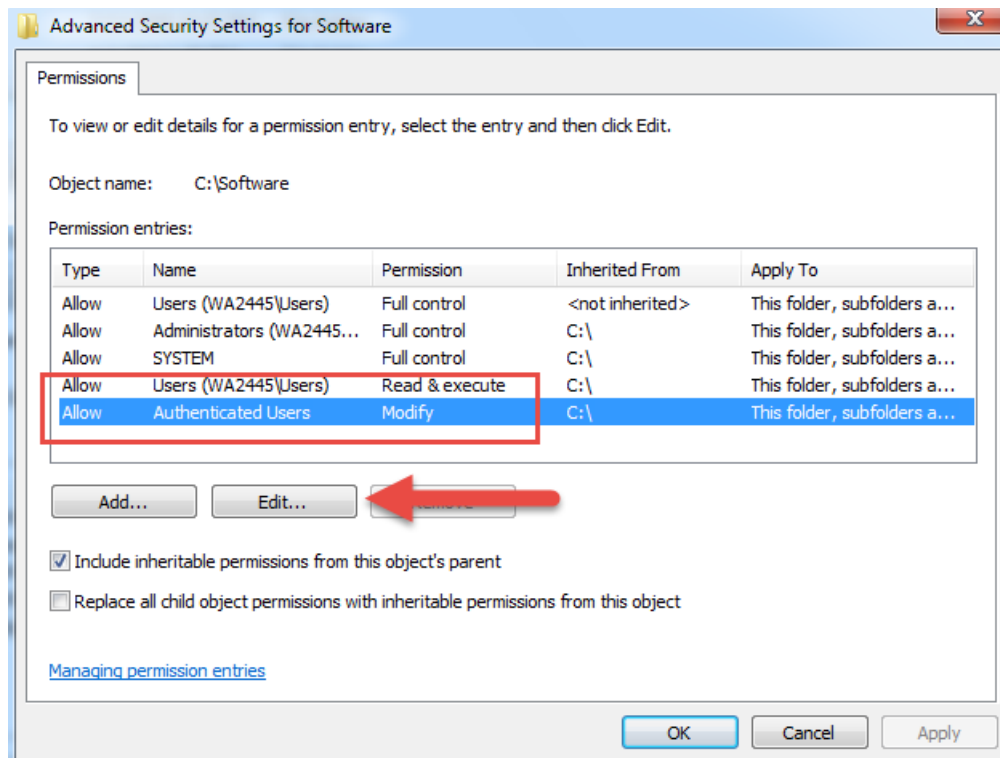 Advanced Security Settings for Software
Permissions
To view or edit details for a permission entry, select the entry and then click Edit.
Object name: C:\Software
Permission entries:
Type Name Permission Inherited From Apply To
Allow Users (WA2445\Users) Full control <not inherited> This folder, subfolders a...
Allow Administrators (WA2445... Full control C:\ This folder, subfolders a...
Allow SYSTEM Full control C:\ This folder, subfolders a...
Allow Users (WA2445\Users) Read & execute C:\ This folder, subfolders a...
Allow Authenticated Users Modify C:\ This folder, subfolders a...
Add... Edit...
Include inheritable permissions from this object's parent
Replace all child object permissions with inheritable permissions from this object
Managing permission entries
OK Cancel Apply